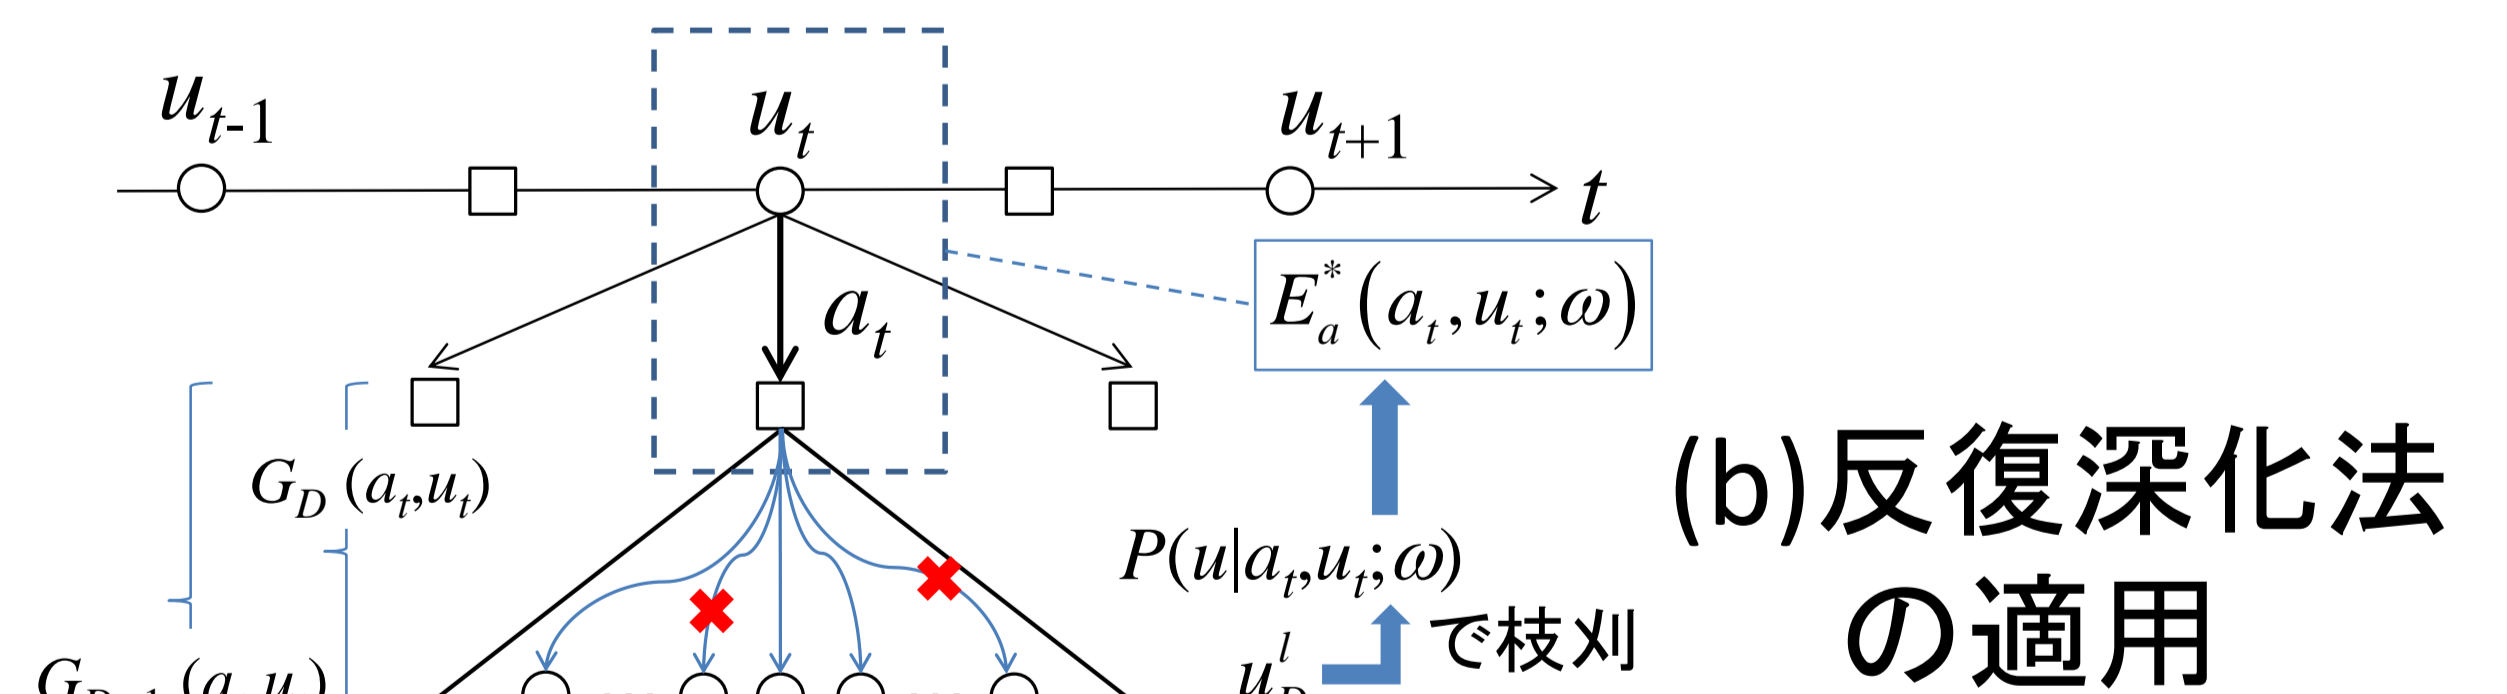 u_{t-1}
u_t
u_{t+1}
t
a_t
E_a^*(a_t,u_t;o)
G_D(a_t,u_t)
P(u|a_t,u_t;o)
で枝刈
(b)反復深化法
の適用